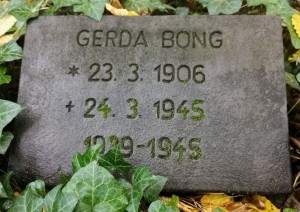 GERDA BONG
* 23. 3. 1906
+ 24. 3. 1945
1939-1945